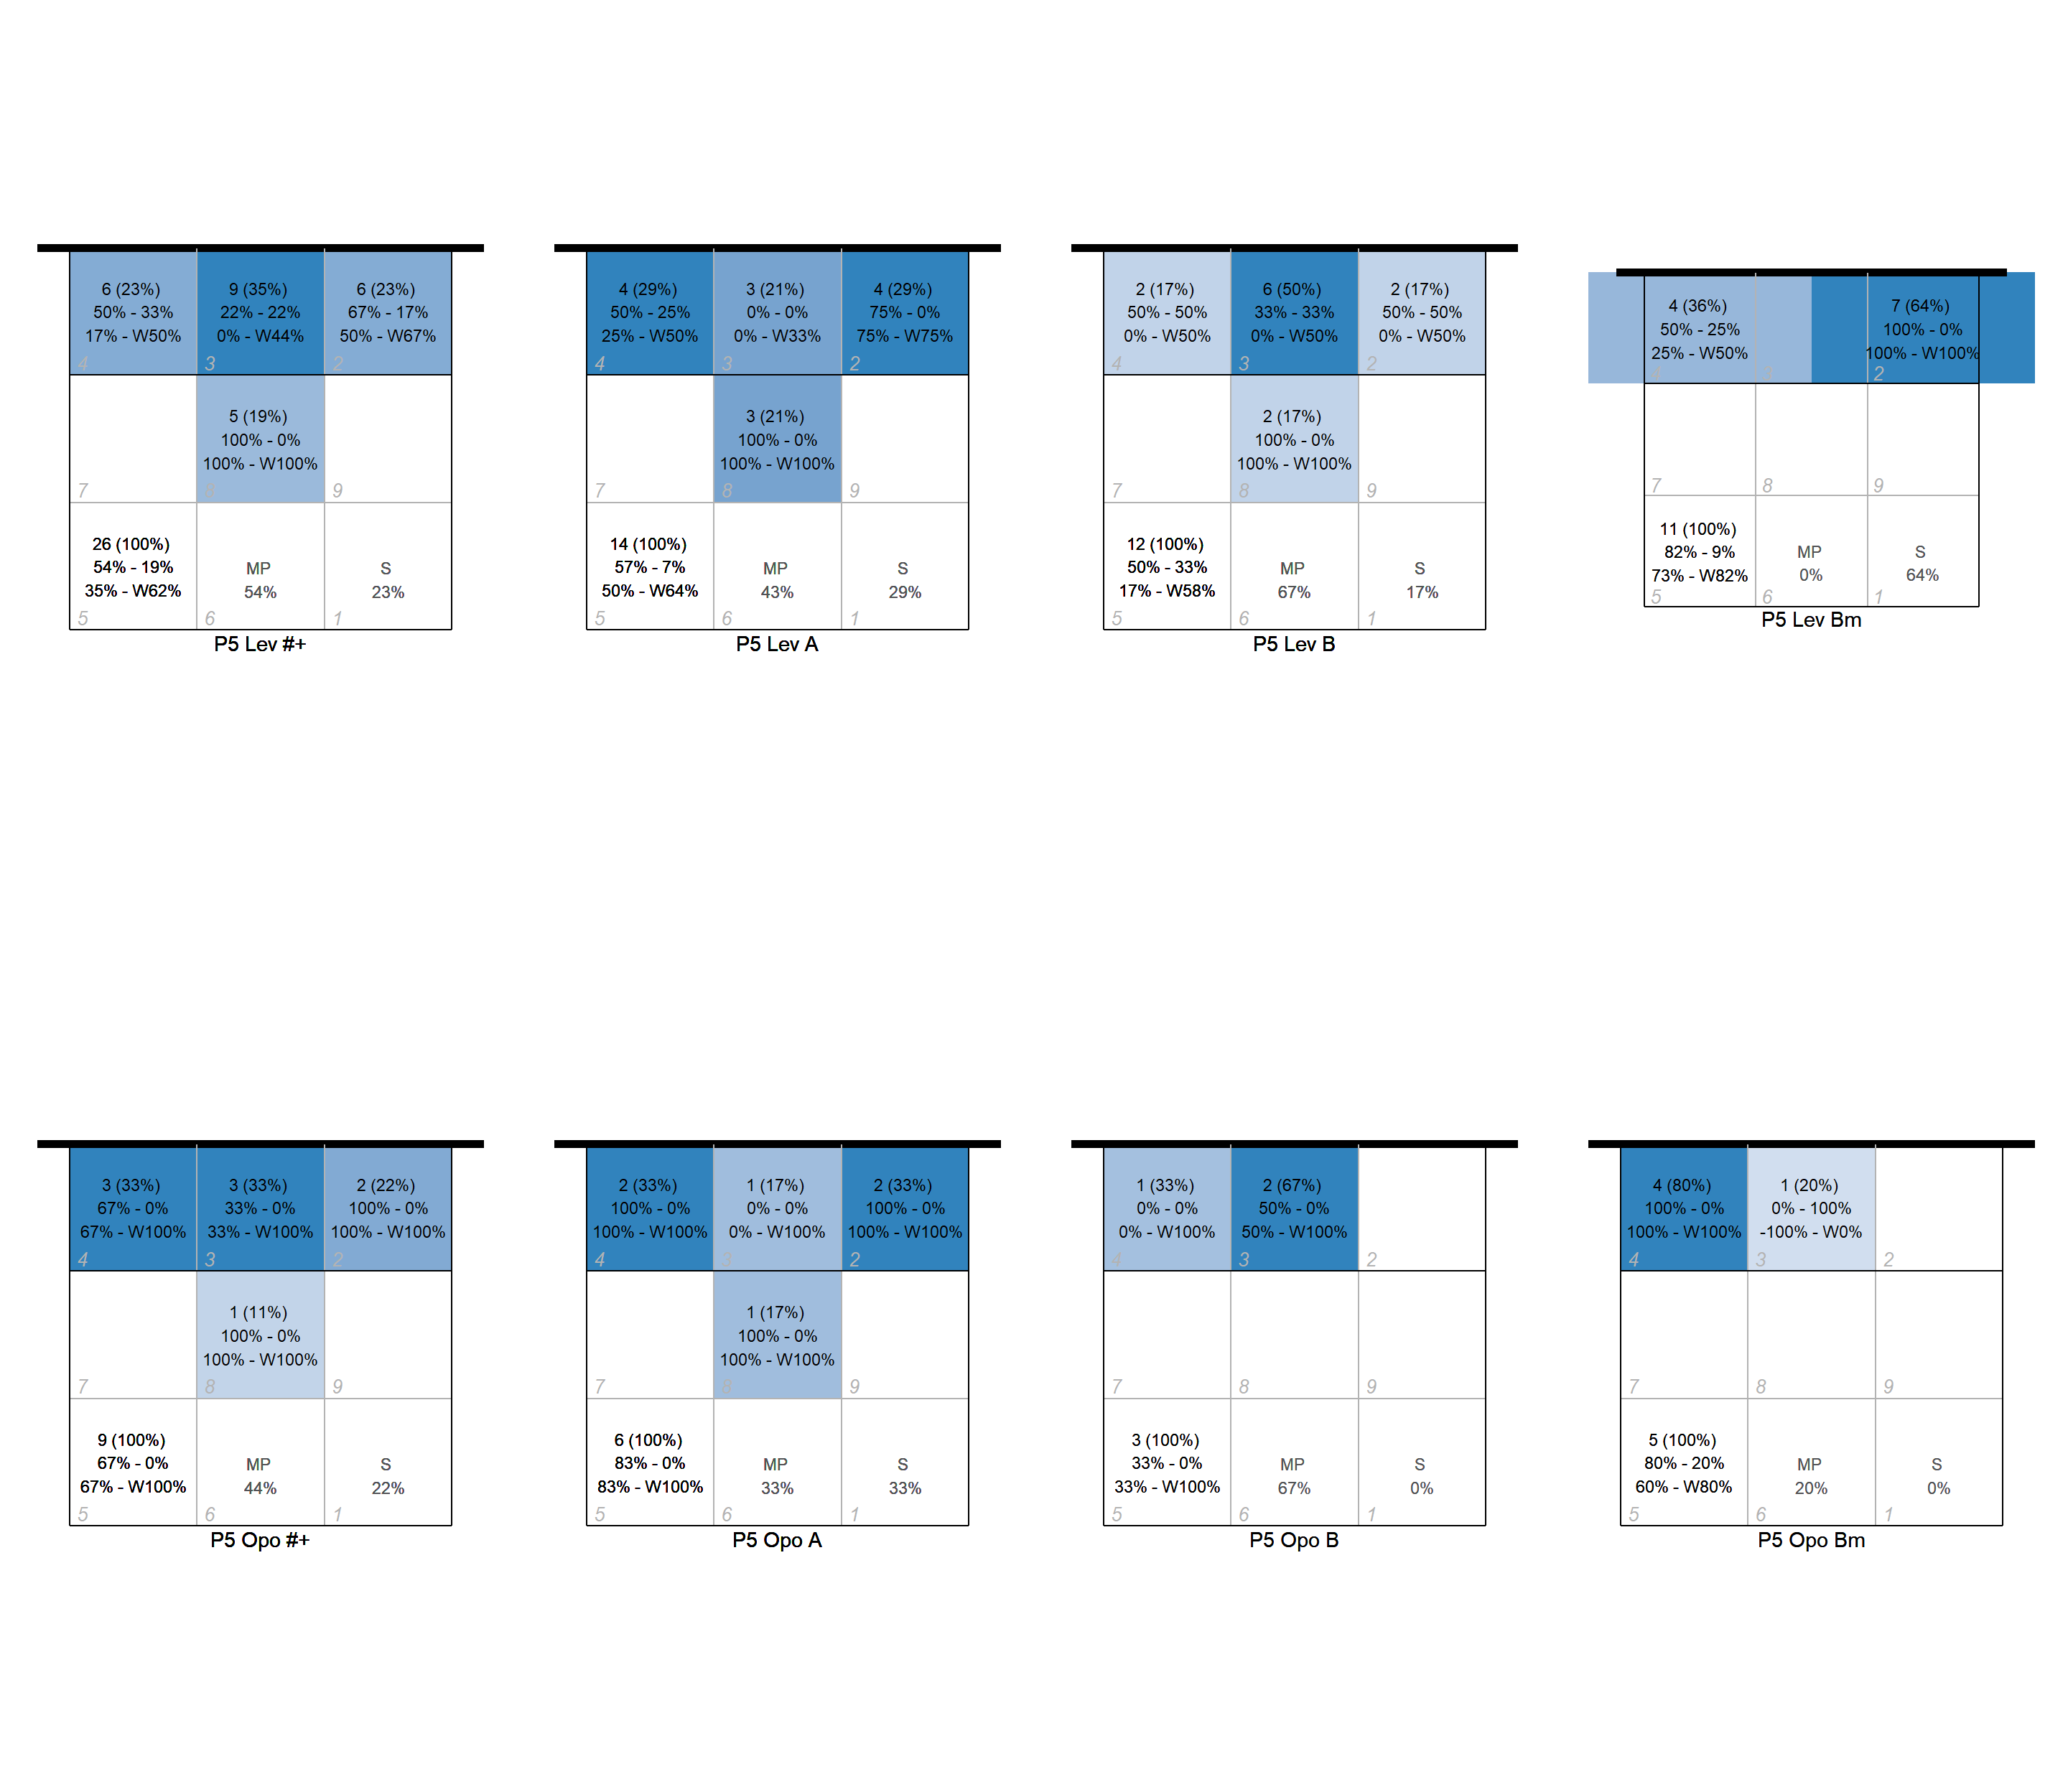 6 (23%)
50% - 33%
17% - W50%
4
9 (35%)
22% - 22%
0% - W44%
3
6 (23%)
67% - 17%
50% - W67%
2
7
5 (19%)
100% - 0%
100% - W100%
8
9
26 (100%)
54% - 19%
35% - W62%
5
MP
54%
6
S
23%
1
P5 Lev #+
4 (29%)
50% - 25%
25% - W50%
4
3 (21%)
0% - 0%
0% - W33%
3
4 (29%)
75% - 0%
75% - W75%
2
7
3 (21%)
100% - 0%
100% - W100%
8
9
14 (100%)
57% - 7%
50% - W64%
5
MP
43%
6
S
29%
1
P5 Lev A
2 (17%)
50% - 50%
0% - W50%
4
6 (50%)
33% - 33%
0% - W50%
3
2 (17%)
50% - 50%
0% - W50%
2
7
2 (17%)
100% - 0%
100% - W100%
8
9
12 (100%)
50% - 33%
17% - W58%
5
MP
67%
6
S
17%
1
P5 Lev B
4 (36%)
50% - 25%
25% - W50%
4
3
7 (64%)
100% - 0%
100% - W100%
2
7
8
9
11 (100%)
82% - 9%
73% - W82%
5
MP
0%
6
S
64%
1
P5 Lev Bm
3 (33%)
67% - 0%
67% - W100%
4
3 (33%)
33% - 0%
33% - W100%
3
2 (22%)
100% - 0%
100% - W100%
2
7
1 (11%)
100% - 0%
100% - W100%
8
9
9 (100%)
67% - 0%
67% - W100%
5
MP
44%
6
S
22%
1
P5 Opo #+
2 (33%)
100% - 0%
100% - W100%
4
1 (17%)
0% - 0%
0% - W100%
3
2 (33%)
100% - 0%
100% - W100%
2
7
1 (17%)
100% - 0%
100% - W100%
8
9
6 (100%)
83% - 0%
83% - W100%
5
MP
33%
6
S
33%
1
P5 Opo A
1 (33%)
0% - 0%
0% - W100%
4
2 (67%)
50% - 0%
50% - W100%
3
2
7
8
9
3 (100%)
33% - 0%
33% - W100%
5
MP
67%
6
S
0%
1
P5 Opo B
4 (80%)
100% - 0%
100% - W100%
4
1 (20%)
0% - 100%
-100% - W0%
3
2
7
8
9
5 (100%)
80% - 20%
60% - W80%
5
MP
20%
6
S
0%
1
P5 Opo Bm